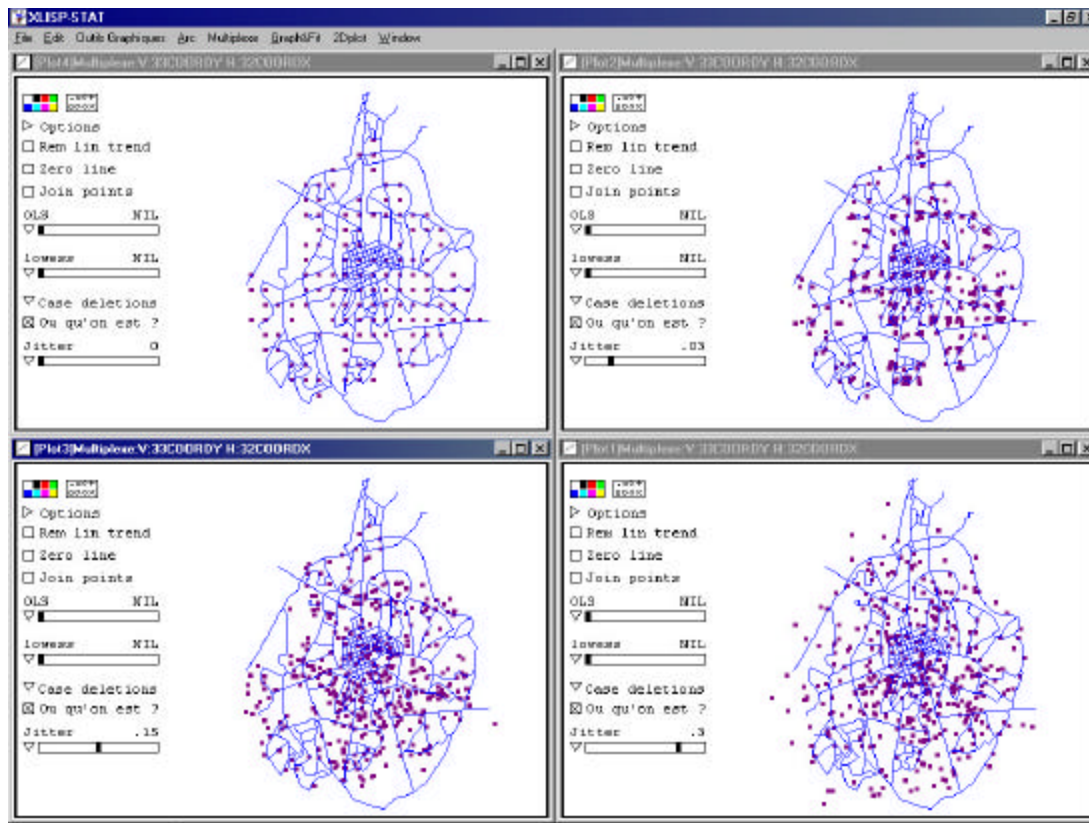 XLISP-STAT
File Edit Outils Graphiques Arc Multiplexe Graph&Fit 2Dplot Window
[Plot4]Multiplexe:V:33COORDY H:32COORDX
Options
Rem lin trend
Zero line
Join points
OLS NIL
lowess NIL
Case deletions
Ou qu'on est ?
Jitter 0
[Plot2]Multiplexe:V:33COORDY H:32COORDX
Options
Rem lin trend
Zero line
Join points
OLS NIL
lowess NIL
Case deletions
Ou qu'on est ?
Jitter .03
[Plot3]Multiplexe:V:33COORDY H:32COORDX
Options
Rem lin trend
Zero line
Join points
OLS NIL
lowess NIL
Case deletions
Ou qu'on est ?
Jitter .15
[Plot1]Multiplexe:V:33COORDY H:32COORDX
Options
Rem lin trend
Zero line
Join points
OLS NIL
lowess NIL
Case deletions
Ou qu'on est ?
Jitter .3